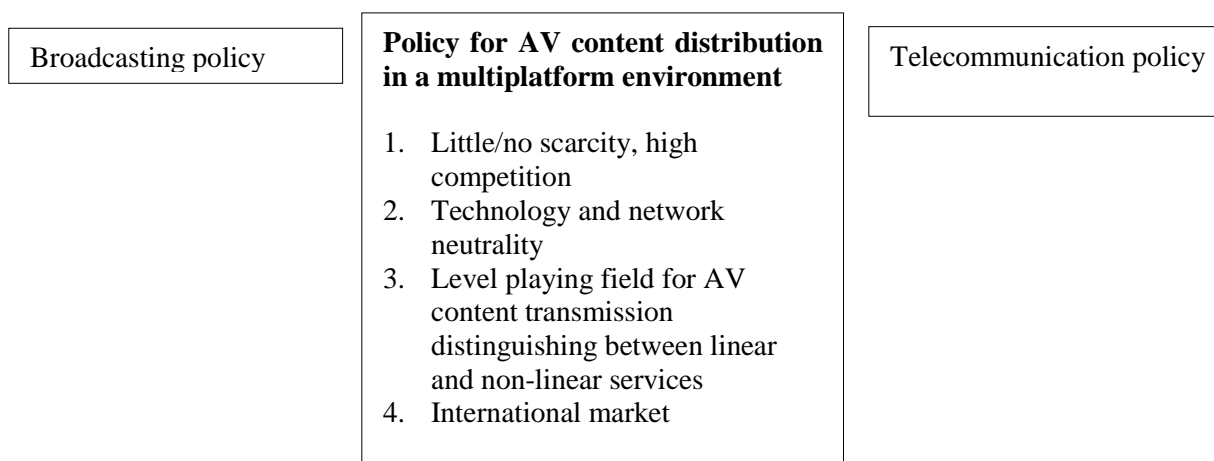 Broadcasting policy
Policy for AV content distribution
in a multiplatform environment
1. Little/no scarcity, high
competition
2. Technology and network
neutrality
3. Level playing field for AV
content transmission
distinguishing between linear
and non-linear services
4. International market
Telecommunication policy